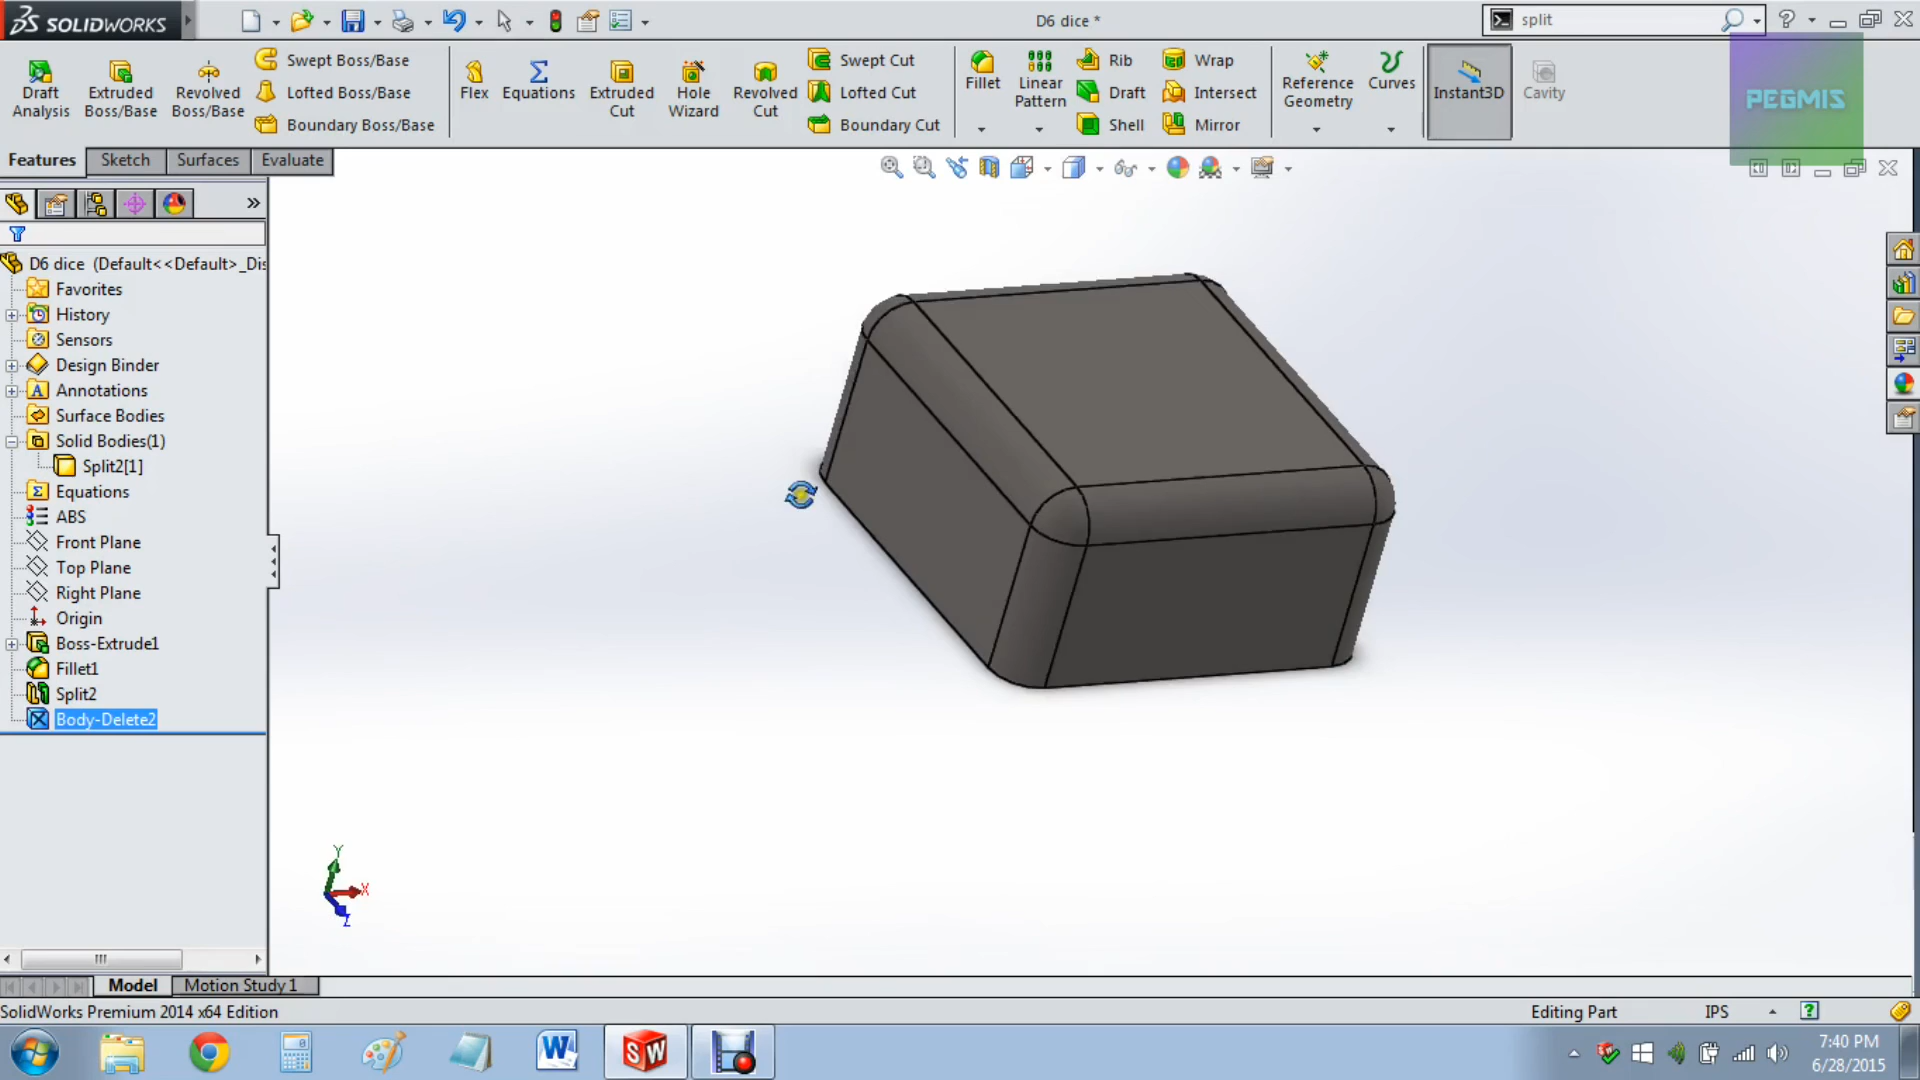 SOLIDWORKS
D6 dice *
split
Draft Analysis
Extruded Boss/Base
Revolved Boss/Base
Swept Boss/Base
Lofted Boss/Base
Boundary Boss/Base
Flex
Equations
Extruded Cut
Hole Wizard
Revolved Cut
Swept Cut
Lofted Cut
Boundary Cut
Fillet
Linear Pattern
Rib
Draft
Shell
Wrap
Intersect
Mirror
Reference Geometry
Curves
Instant3D
Cavity
PEGMIS
Features
Sketch
Surfaces
Evaluate
D6 dice (Default<<Default>_Dis
Favorites
History
Sensors
Design Binder
Annotations
Surface Bodies
Solid Bodies(1)
Split2[1]
Equations
ABS
Front Plane
Top Plane
Right Plane
Origin
Boss-Extrude1
Fillet1
Split2
Body-Delete2
Y
X
Z
Model
Motion Study 1
SolidWorks Premium 2014 x64 Edition
Editing Part
IPS
7:40 PM
6/28/2015